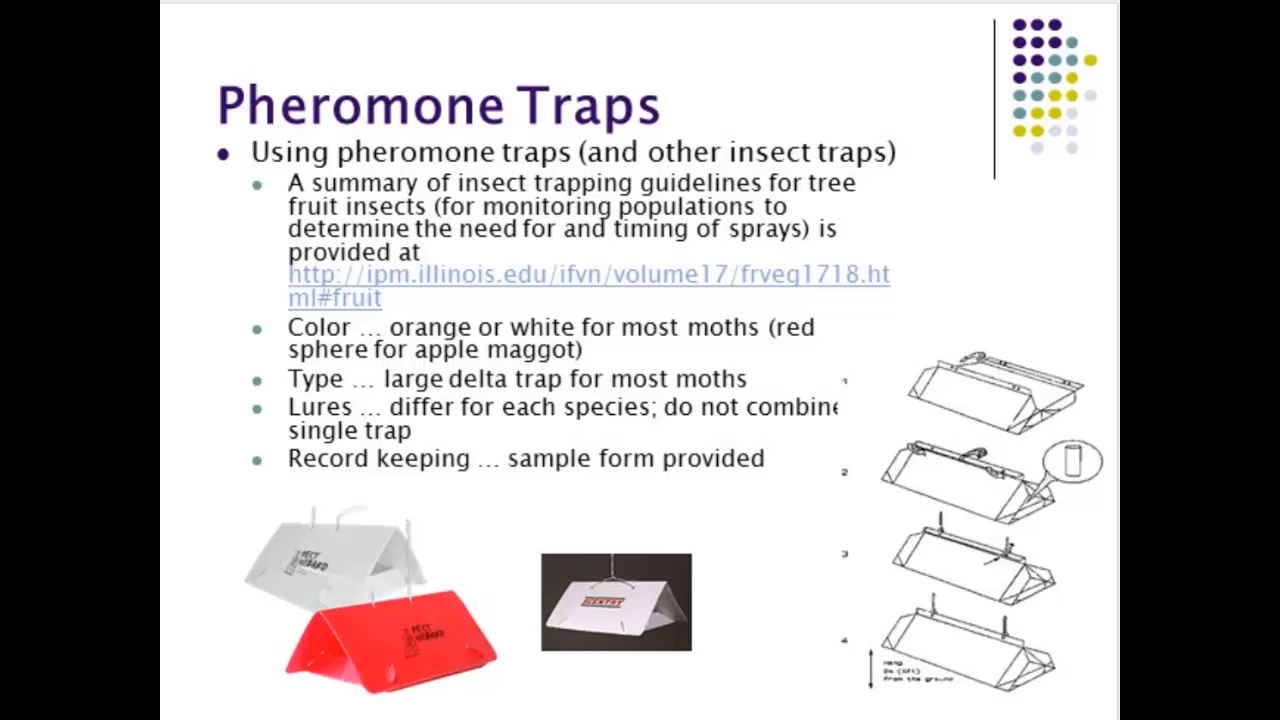 Pheromone Traps
Using pheromone traps (and other insect traps)
A summary of insect trapping guidelines for tree
fruit insects (for monitoring populations to
determine the need for and timing of sprays) is
provided at
http://ipm.illinois.edu/ifvn/volume17/frveg1718.ht
ml#fruit
Color … orange or white for most moths (red
sphere for apple maggot)
Type … large delta trap for most moths
Lures … differ for each species; do not combine
single trap
Record keeping … sample form provided
1
2
3
4
Hang
from the ground